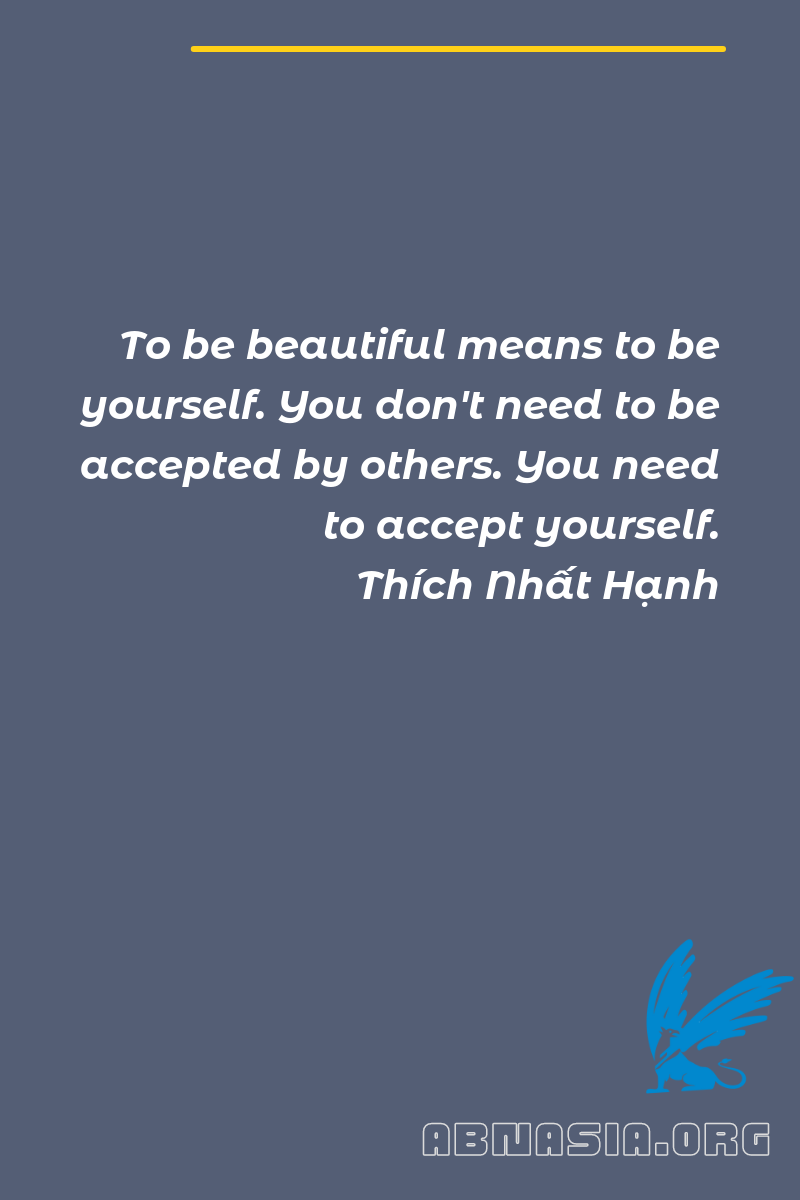 To be beautiful means to be
yourself. You don't need to be
accepted by others. You need
to accept yourself.
Thích Nhất Hạnh
ABNASIA.ORG